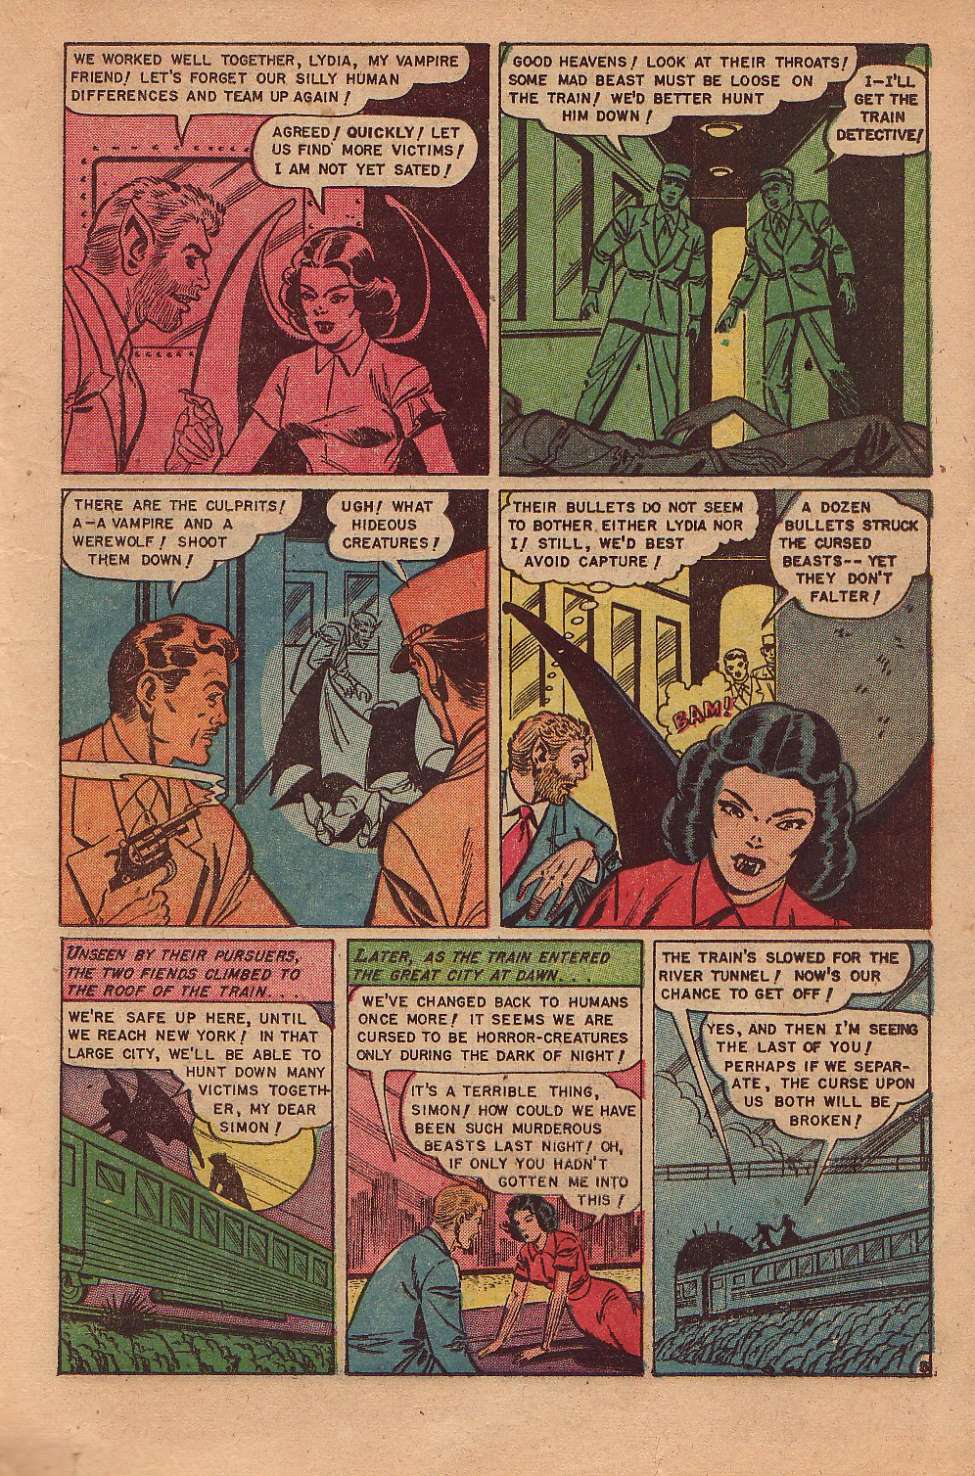 WE WORKED WELL TOGETHER, LYDIA, MY VAMPIRE
FRIEND! LET'S FORGET OUR SILLY HUMAN
DIFFERENCES AND TEAM UP AGAIN!
AGREED! QUICKLY! LET
US FIND MORE VICTIMS!
I AM NOT YET SATED!
GOOD HEAVENS! LOOK AT THEIR THROATS!
SOME MAD BEAST MUST BE LOOSE ON
THE TRAIN! WE'D BETTER HUNT
HIM DOWN!
I-I'LL
GET THE
TRAIN
DETECTIVE!
THERE ARE THE CULPRITS!
A-A VAMPIRE AND A
WEREWOLF! SHOOT
THEM DOWN!
UGH! WHAT
HIDEOUS
CREATURES!
THEIR BULLETS DO NOT SEEM
TO BOTHER EITHER LYDIA NOR
I! STILL, WE'D BEST
AVOID CAPTURE!
A DOZEN
BULLETS STRUCK
THE CURSED
BEASTS-- YET
THEY DON'T
FALTER!
BAM!
UNSEEN BY THEIR PURSUERS,
THE TWO FIENDS CLIMBED TO
THE ROOF OF THE TRAIN...
WE'RE SAFE UP HERE, UNTIL
WE REACH NEW YORK! IN THAT
LARGE CITY, WE'LL BE ABLE TO
HUNT DOWN MANY
VICTIMS TOGETH-
ER, MY DEAR
SIMON!
LATER, AS THE TRAIN ENTERED
THE GREAT CITY AT DAWN...
WE'VE CHANGED BACK TO HUMANS
ONCE MORE! IT SEEMS WE ARE
CURSED TO BE HORROR-CREATURES
ONLY DURING THE DARK OF NIGHT!
IT'S A TERRIBLE THING,
SIMON! HOW COULD WE HAVE
BEEN SUCH MURDEROUS
BEASTS LAST NIGHT! OH,
IF ONLY YOU HADN'T
GOTTEN ME INTO
THIS!
THE TRAIN'S SLOWED FOR THE
RIVER TUNNEL! NOW'S OUR
CHANCE TO GET OFF!
YES, AND THEN I'M SEEING
THE LAST OF YOU!
PERHAPS IF WE SEPAR-
ATE, THE CURSE UPON
US BOTH WILL BE
BROKEN!